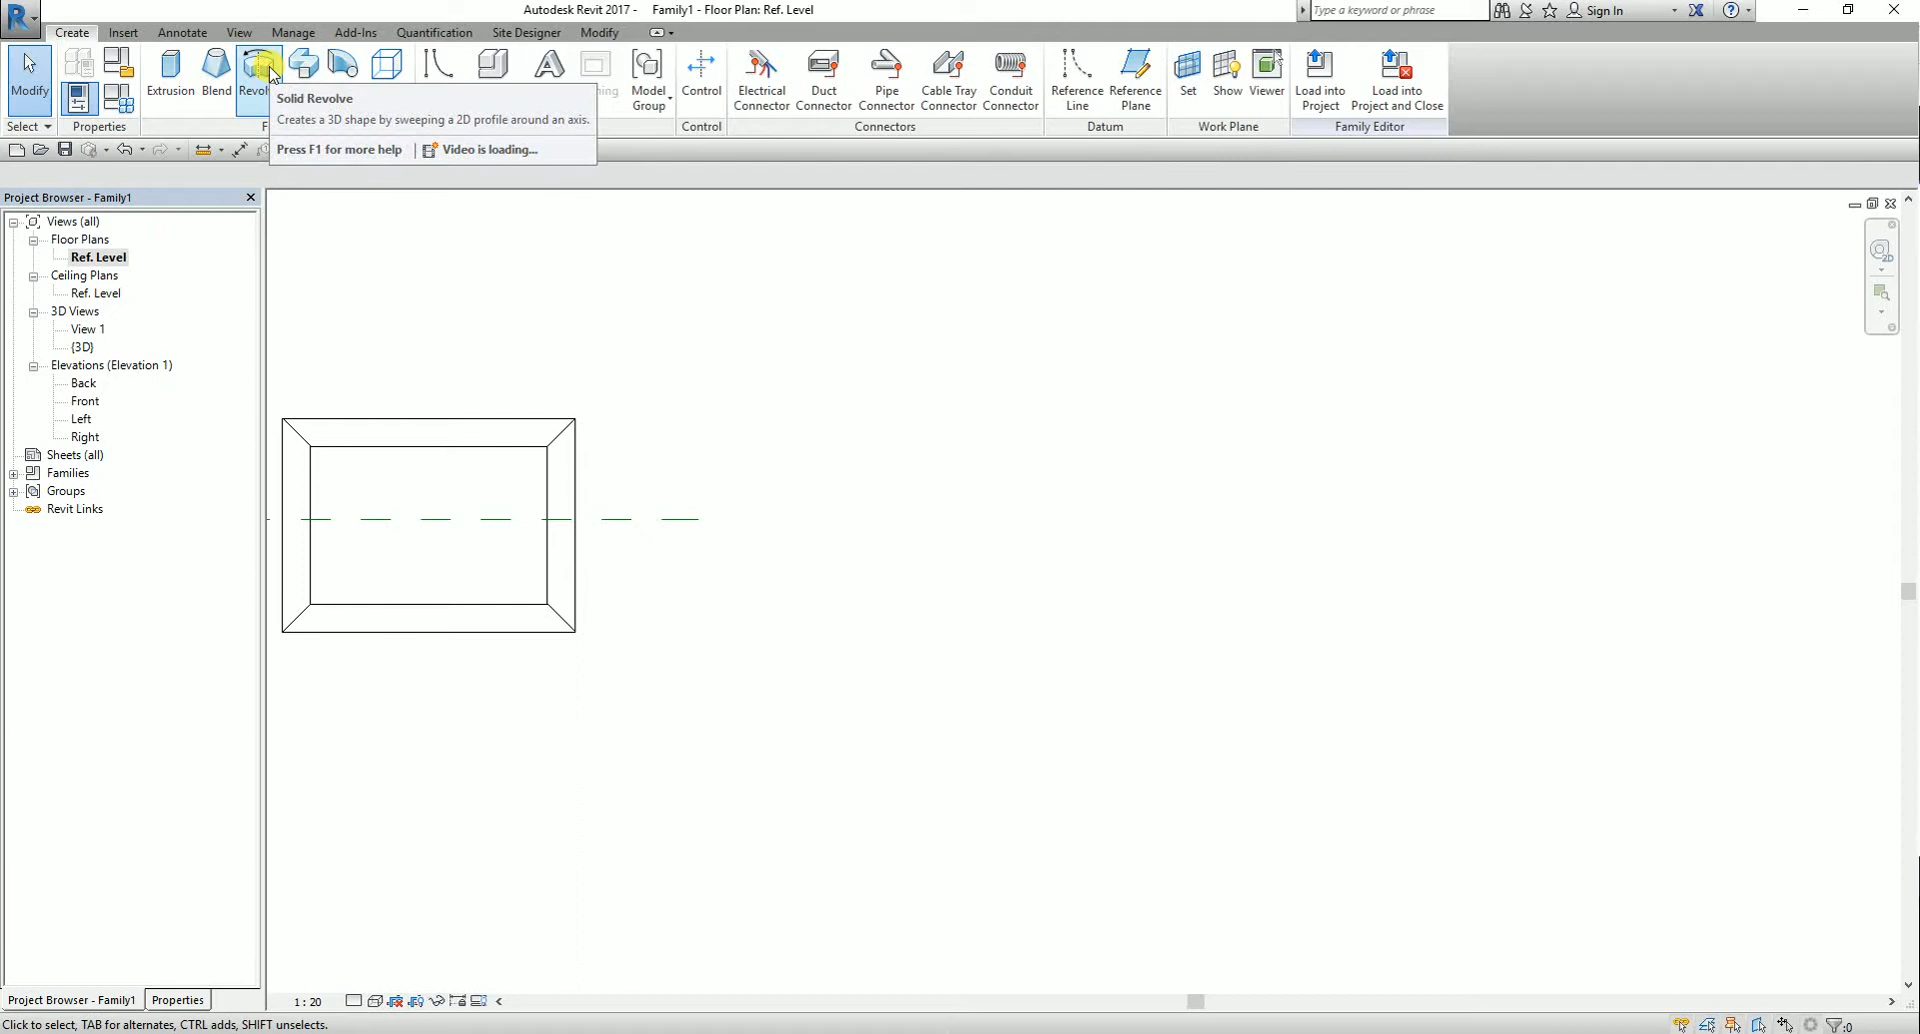 Autodesk Revit 2017 - Family1 - Floor Plan: Ref. Level
Type a keyword or phrase
Sign In
Create Insert Annotate View Manage Add-Ins Quantification Site Designer Modify
Modify
Extrusion Blend Revolv
Model
Group
Control
Electrical
Connector
Duct
Connector
Pipe
Connector
Cable Tray
Connector
Conduit
Connector
Reference
Line
Reference
Plane
Set Show Viewer
Load into
Project
Load into
Project and Close
Select Properties F Control Connectors Datum Work Plane Family Editor
Solid Revolve
Creates a 3D shape by sweeping a 2D profile around an axis.
Press F1 for more help Video is loading...
Project Browser - Family1
Views (all)
Floor Plans
Ref. Level
Ceiling Plans
Ref. Level
3D Views
View 1
{3D}
Elevations (Elevation 1)
Back
Front
Left
Right
Sheets (all)
Families
Groups
Revit Links
2D
Project Browser - Family1 Properties
1 : 20
Click to select, TAB for alternates, CTRL adds, SHIFT unselects.
:0